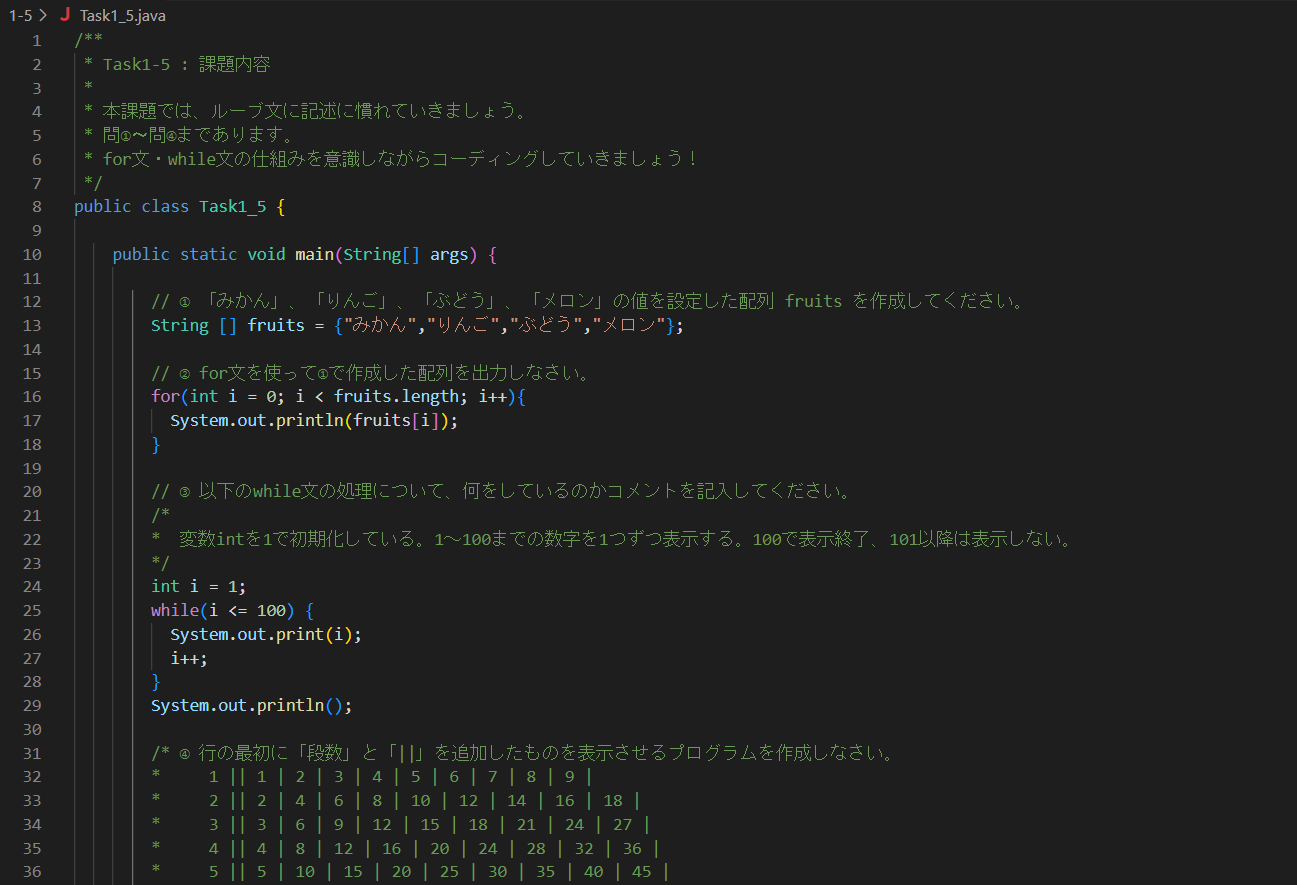 1-5 > J Task1_5.java
1 /**
2 * Task1-5 : 課題内容
3 *
4 * 本課題では、ループ文に記述に慣れていきましょう。
5 * 問①～問④まであります。
6 * for文・while文の仕組みを意識しながらコーディングしていきましょう！
7 */
8 public class Task1_5 {
9
10 public static void main(String[] args) {
11
12 // ① 「みかん」、「りんご」、「ぶどう」、「メロン」の値を設定した配列 fruits を作成してください。
13 String [] fruits = {"みかん","りんご","ぶどう","メロン"};
14
15 // ② for文を使って①で作成した配列を出力しなさい。
16 for(int i = 0; i < fruits.length; i++){
17 System.out.println(fruits[i]);
18 }
19
20 // ③ 以下のwhile文の処理について、何をしているのかコメントを記入してください。
21 /*
22 * 変数intを1で初期化している。1～100までの数字を1つずつ表示する。100で表示終了、101以降は表示しない。
23 */
24 int i = 1;
25 while(i <= 100) {
26 System.out.print(i);
27 i++;
28 }
29 System.out.println();
30
31 /* ④ 行の最初に「段数」と「||」を追加したものを表示させるプログラムを作成しなさい。
32 * 1 || 1 | 2 | 3 | 4 | 5 | 6 | 7 | 8 | 9 |
33 * 2 || 2 | 4 | 6 | 8 | 10 | 12 | 14 | 16 | 18 |
34 * 3 || 3 | 6 | 9 | 12 | 15 | 18 | 21 | 24 | 27 |
35 * 4 || 4 | 8 | 12 | 16 | 20 | 24 | 28 | 32 | 36 |
36 * 5 || 5 | 10 | 15 | 20 | 25 | 30 | 35 | 40 | 45 |